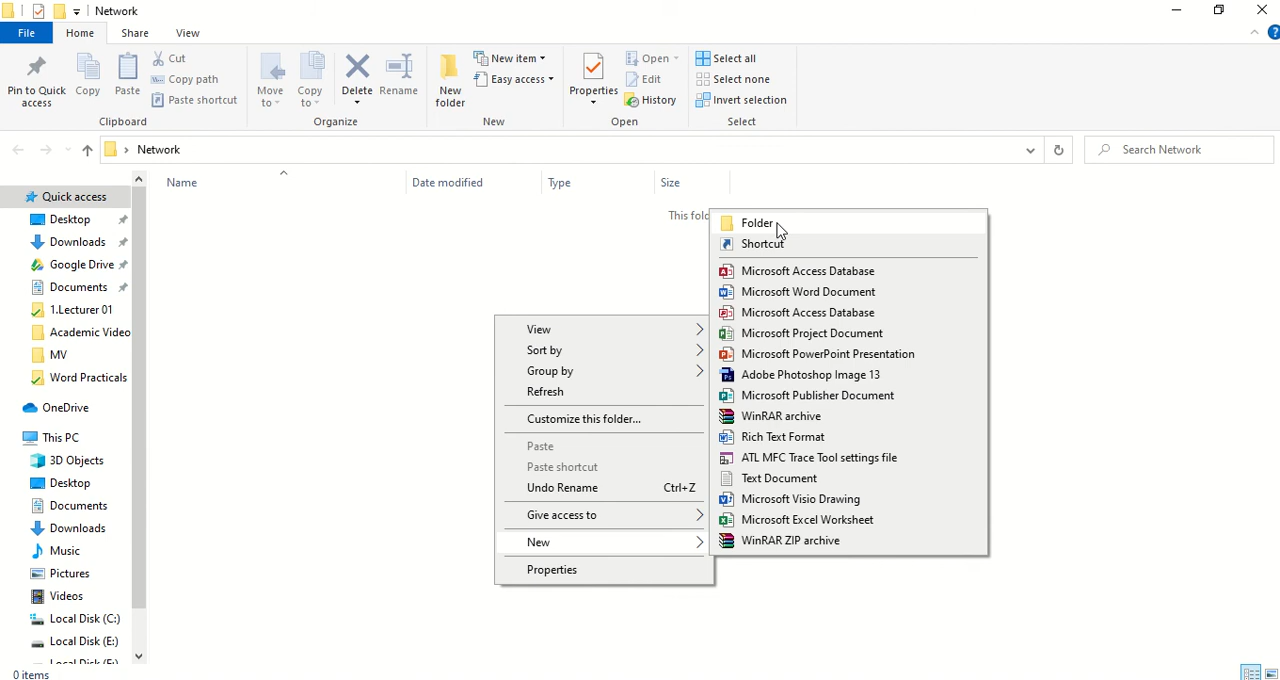 Network
File Home Share View
Pin to Quick access
Copy
Paste
Cut
Copy path
Paste shortcut
Clipboard
Move to
Copy to
Delete
Rename
Organize
New folder
New item
Easy access
New
Properties
Open
Edit
History
Open
Select all
Select none
Invert selection
Select
Network
Search Network
Name Date modified Type Size
This fold
Quick access
Desktop
Downloads
Google Drive
Documents
1.Lecturer 01
Academic Video
MV
Word Practicals
OneDrive
This PC
3D Objects
Desktop
Documents
Downloads
Music
Pictures
Videos
Local Disk (C:)
Local Disk (E:)
View
Sort by
Group by
Refresh
Customize this folder...
Paste
Paste shortcut
Undo Rename Ctrl+Z
Give access to
New
Properties
Folder
Shortcut
Microsoft Access Database
Microsoft Word Document
Microsoft Access Database
Microsoft Project Document
Microsoft PowerPoint Presentation
Adobe Photoshop Image 13
Microsoft Publisher Document
WinRAR archive
Rich Text Format
ATL MFC Trace Tool settings file
Text Document
Microsoft Visio Drawing
Microsoft Excel Worksheet
WinRAR ZIP archive
0 items